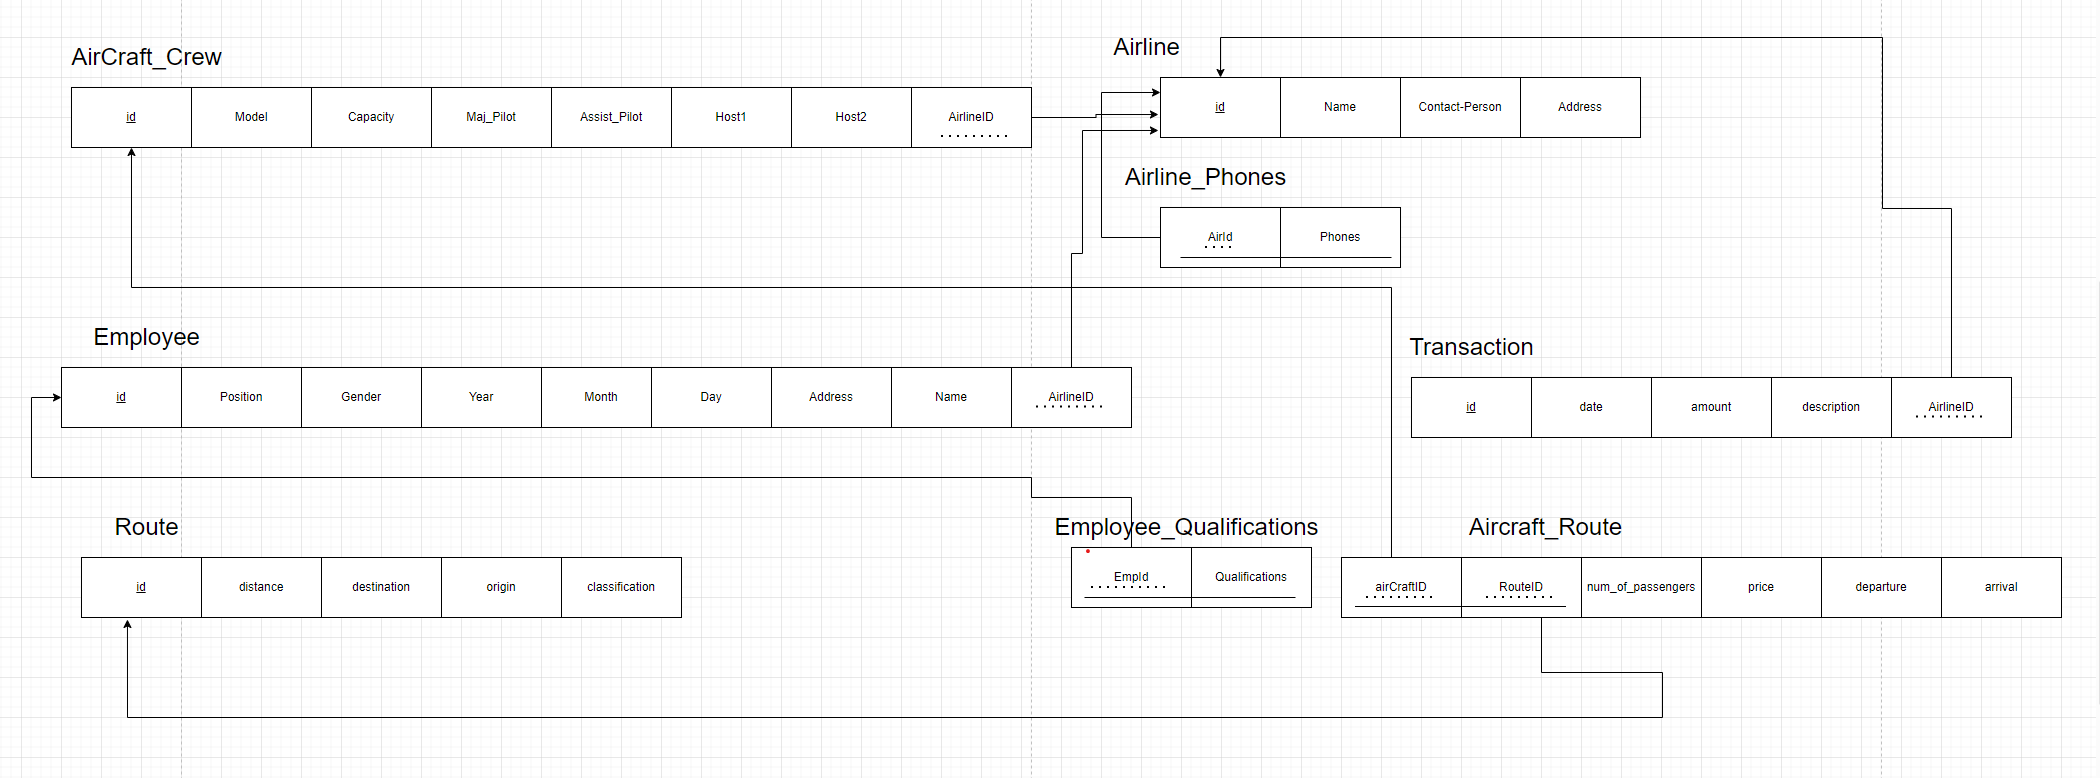 AirCraft_Crew
id Model Capacity Maj_Pilot Assist_Pilot Host1 Host2 AirlineID
Airline
id Name Contact-Person Address
Airline_Phones
AirId Phones
Employee
id Position Gender Year Month Day Address Name AirlineID
Transaction
id date amount description AirlineID
Route
id distance destination origin classification
Employee_Qualifications
EmpId Qualifications
Aircraft_Route
airCraftID RouteID num_of_passengers price departure arrival